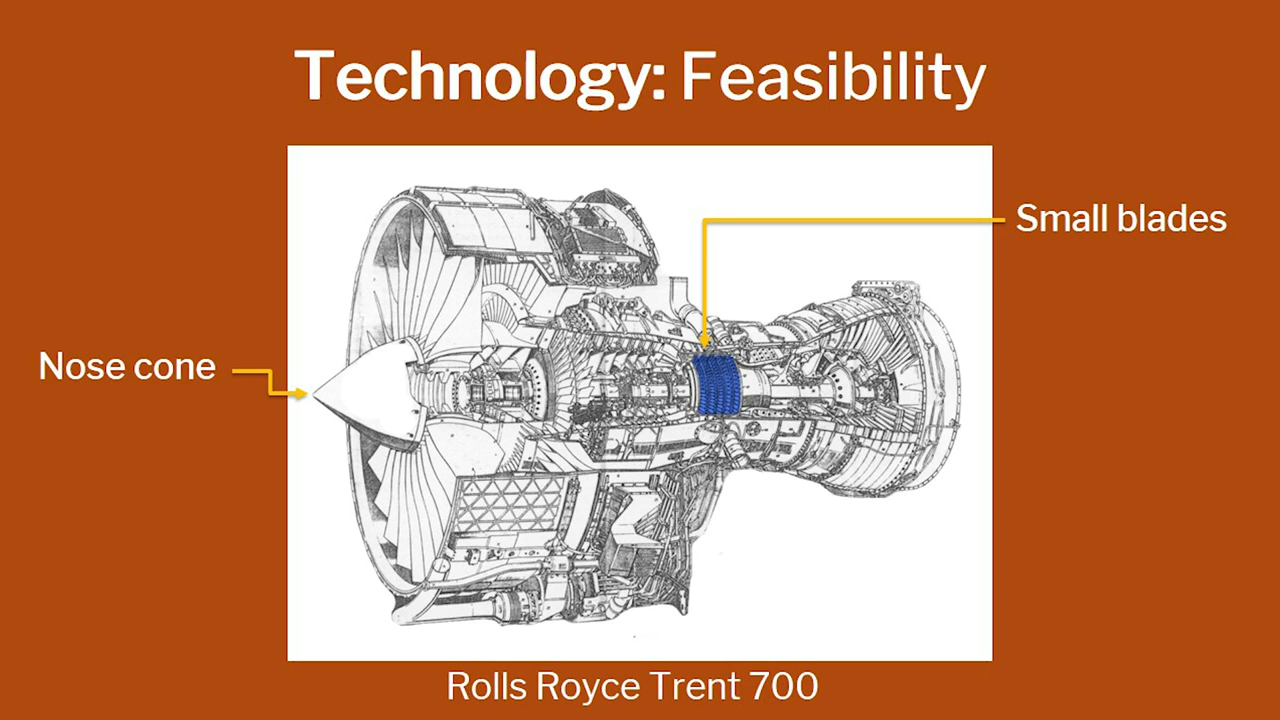 Technology: Feasibility
Small blades
Nose cone
Rolls Royce Trent 700